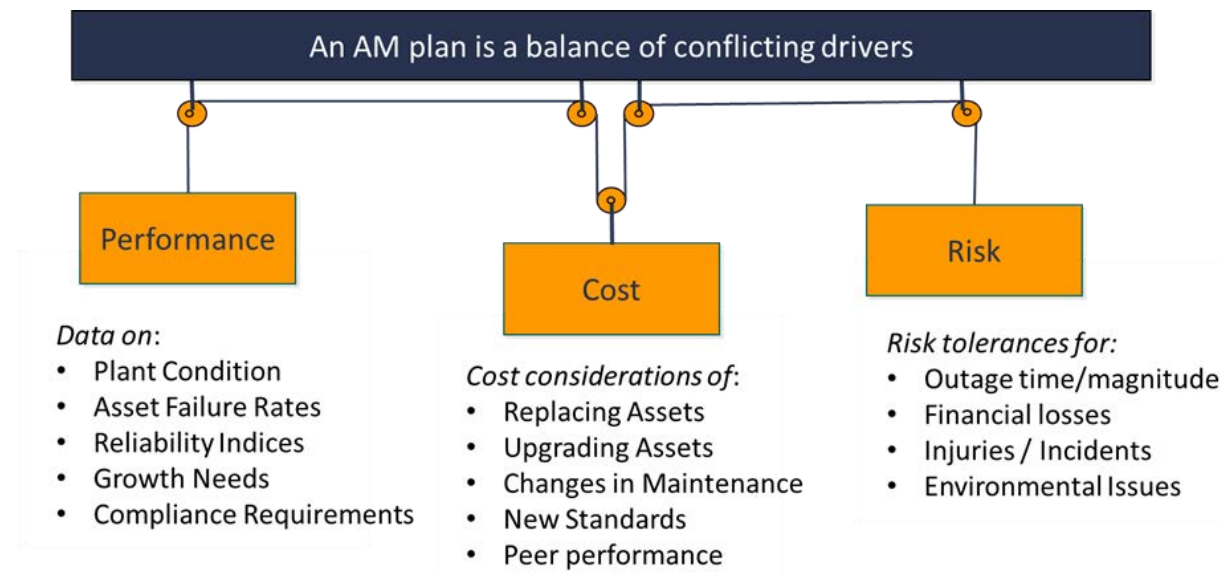 An AM plan is a balance of conflicting drivers
Performance
Data on:
• Plant Condition
• Asset Failure Rates
• Reliability Indices
• Growth Needs
• Compliance Requirements
Cost
Cost considerations of:
• Replacing Assets
• Upgrading Assets
• Changes in Maintenance
• New Standards
• Peer performance
Risk
Risk tolerances for:
• Outage time/magnitude
• Financial losses
• Injuries / Incidents
• Environmental Issues